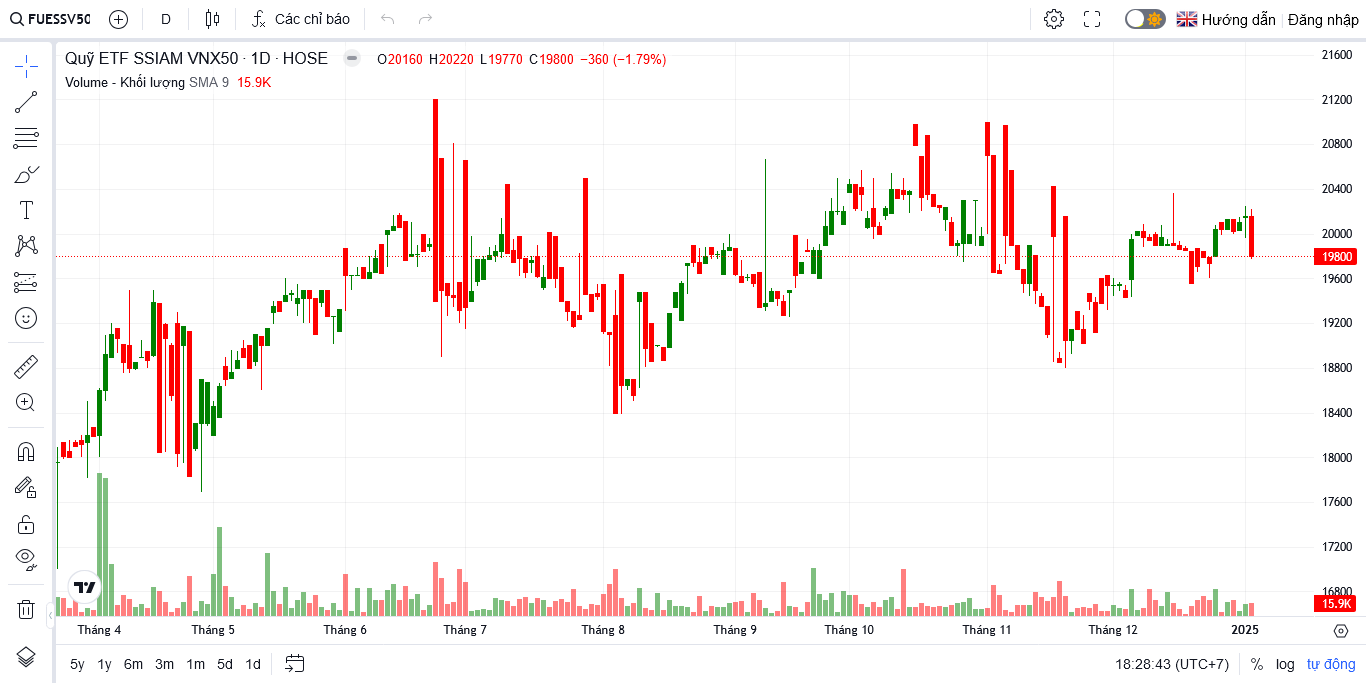 FUESSV50 D Các chỉ báo Hướng dẫn Đăng nhập
Quỹ ETF SSIAM VNX50 · 1D · HOSE O20160 H20220 L19770 C19800 −360 (−1.79%)
Volume - Khối lượng SMA 9 15.9K
21600
21200
20800
20400
20000
19800
19600
19200
18800
18400
18000
17600
17200
16800
15.9K
Tháng 4 Tháng 5 Tháng 6 Tháng 7 Tháng 8 Tháng 9 Tháng 10 Tháng 11 Tháng 12 2025
5y 1y 6m 3m 1m 5d 1d 18:28:43 (UTC+7) % log tự động